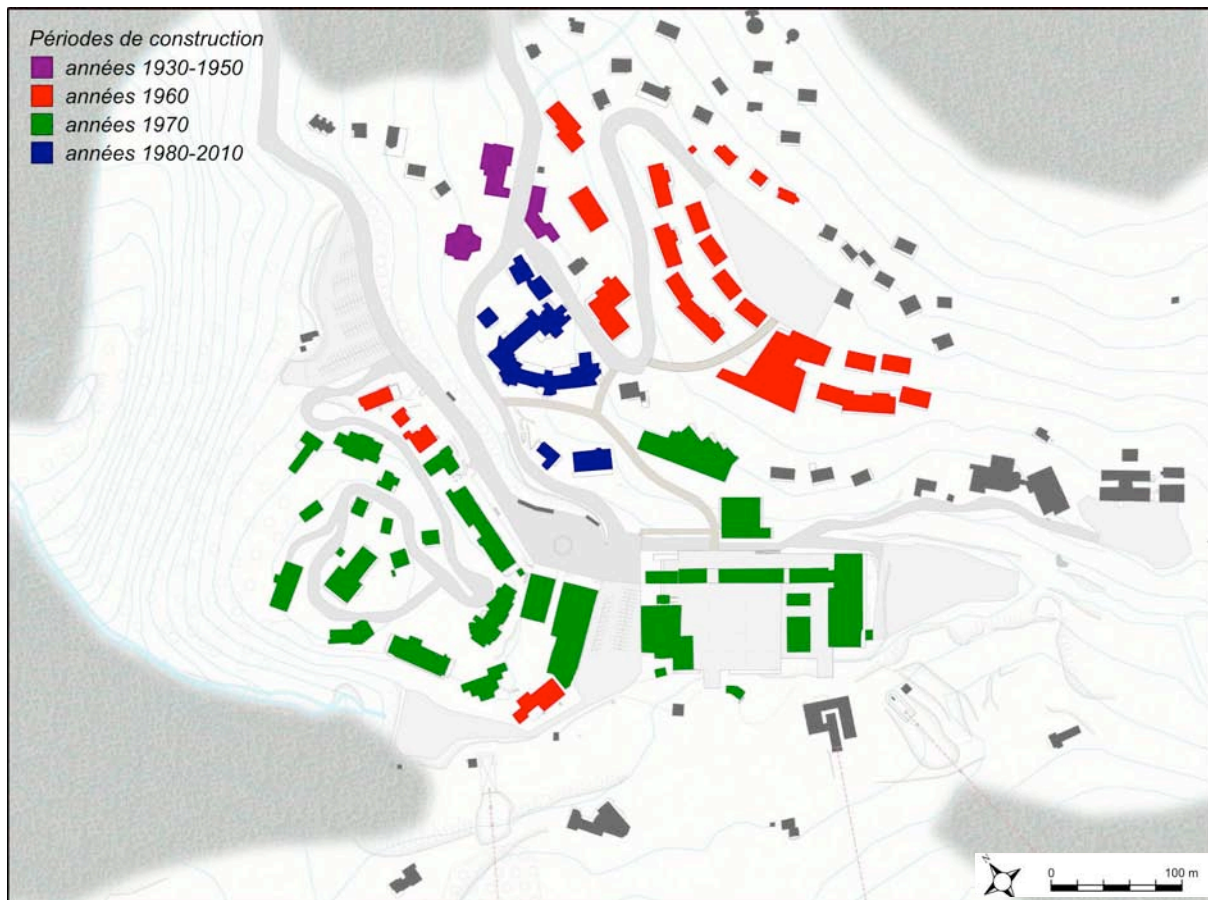 Périodes de construction
années 1930-1950
années 1960
années 1970
années 1980-2010
N
0 100 m